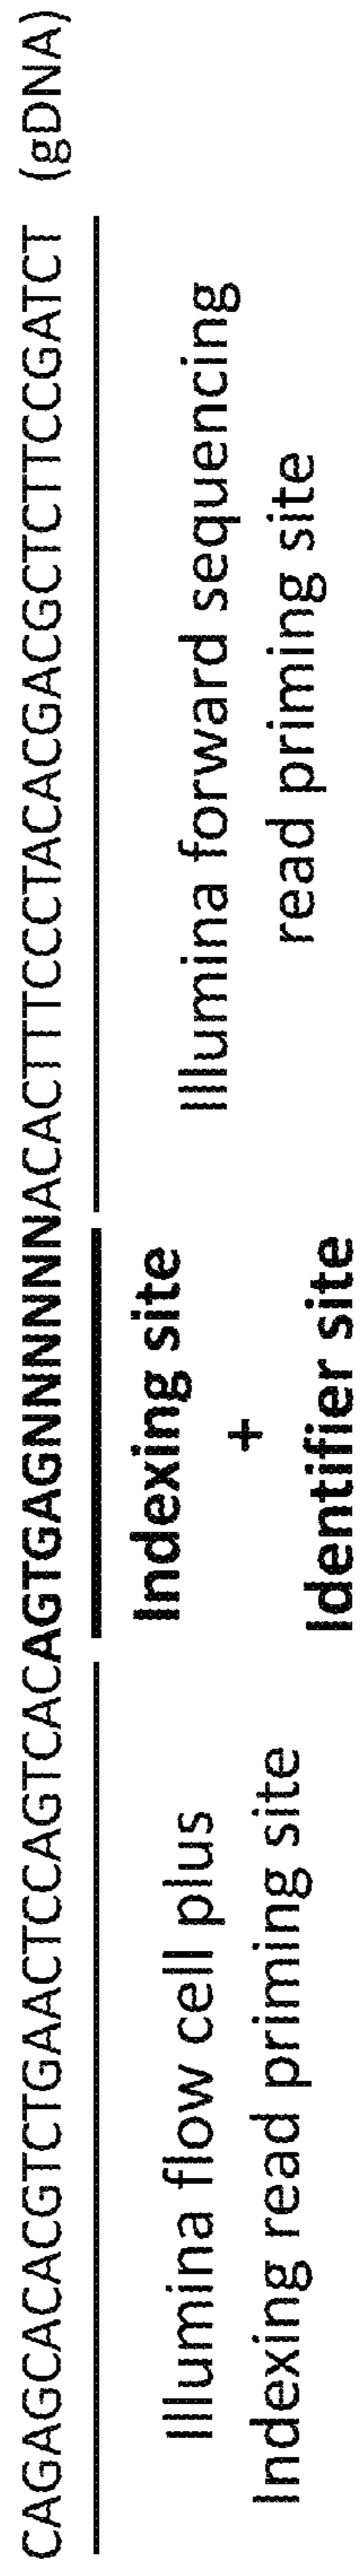 CAGAGCACACGTCTGAACTCCAGTCACAGTGAGNNNNNNACACTTTCCCTACACGACGCTCTTCCGATCT (gDNA)
Illumina flow cell plus
Indexing read priming site
Indexing site
+
Identifier site
Illumina forward sequencing
read priming site